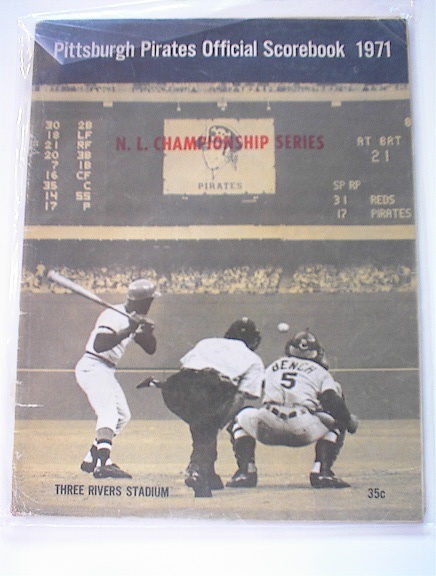 Pittsburgh Pirates Official Scorebook 1971
N. L. CHAMPIONSHIP SERIES
30 2B
18 LF
21 RF
20 3B
7 1B
16 CF
35 C
14 SS
17 P
PIRATES
8
AT BAT
21
SP RP
31 REDS
17 PIRATES
BENCH
5
THREE RIVERS STADIUM
35c